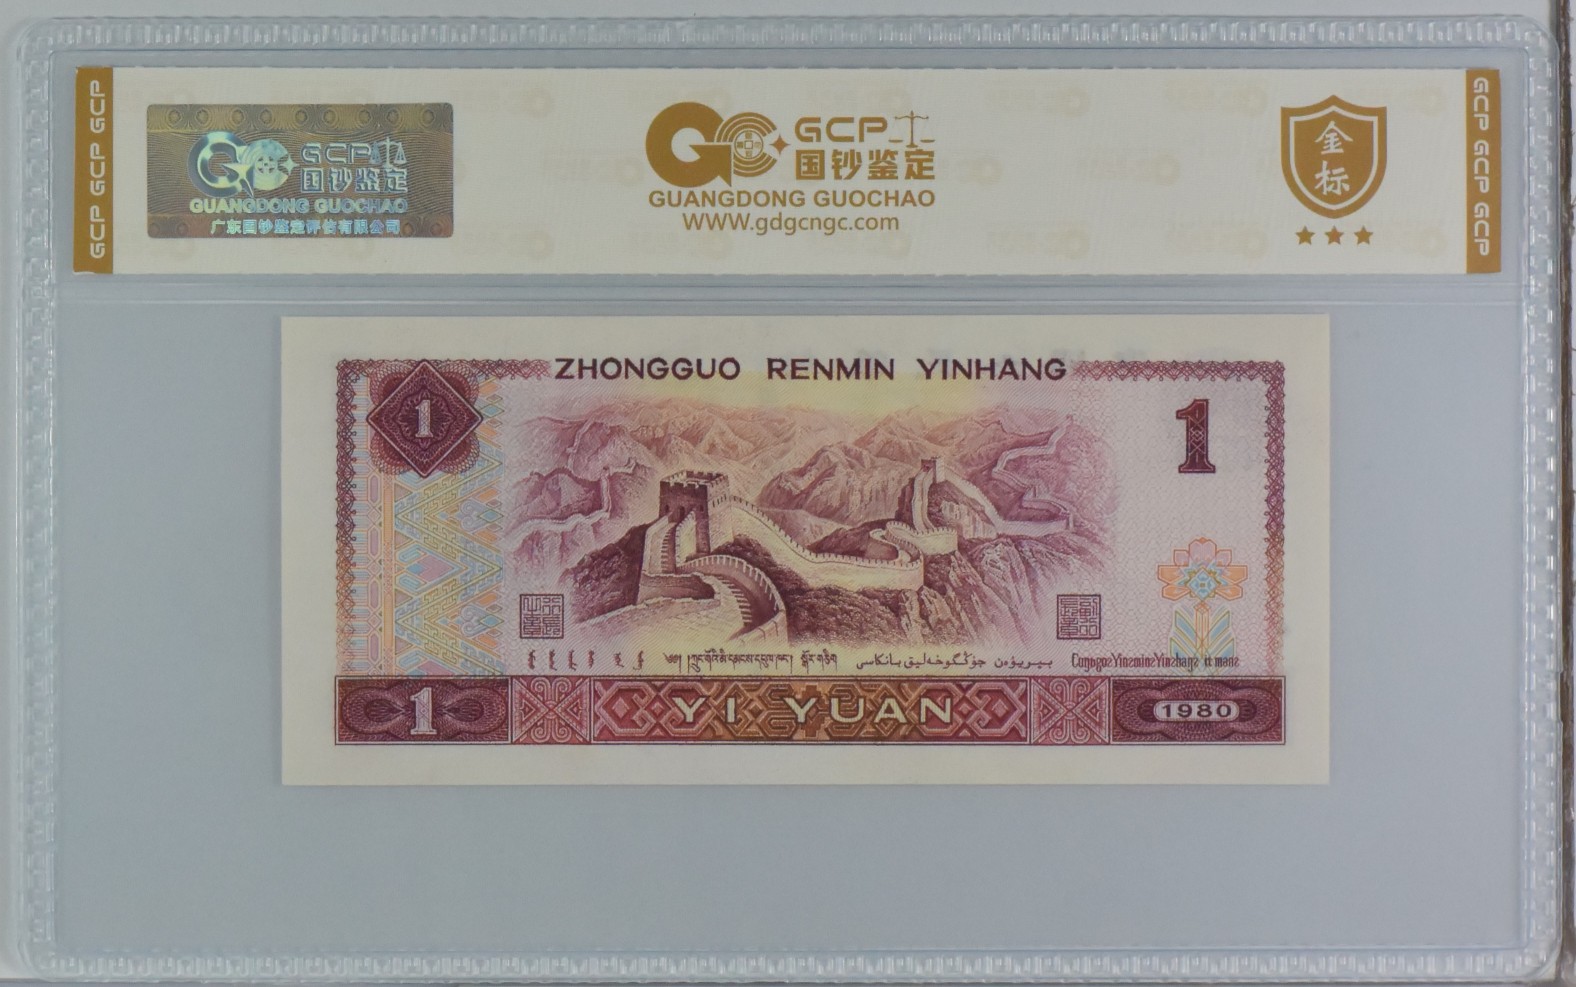 GCP GCP GCP
GCP
国钞鉴定
GUANGDONG GUOCHAO
广东国钞鉴定评估有限公司
GCP
国钞鉴定
GUANGDONG GUOCHAO
WWW.gdgcngc.com
金
标
GCP GCP GCP
ZHONGGUO RENMIN YINHANG
1
1
1
YI YUAN
1980